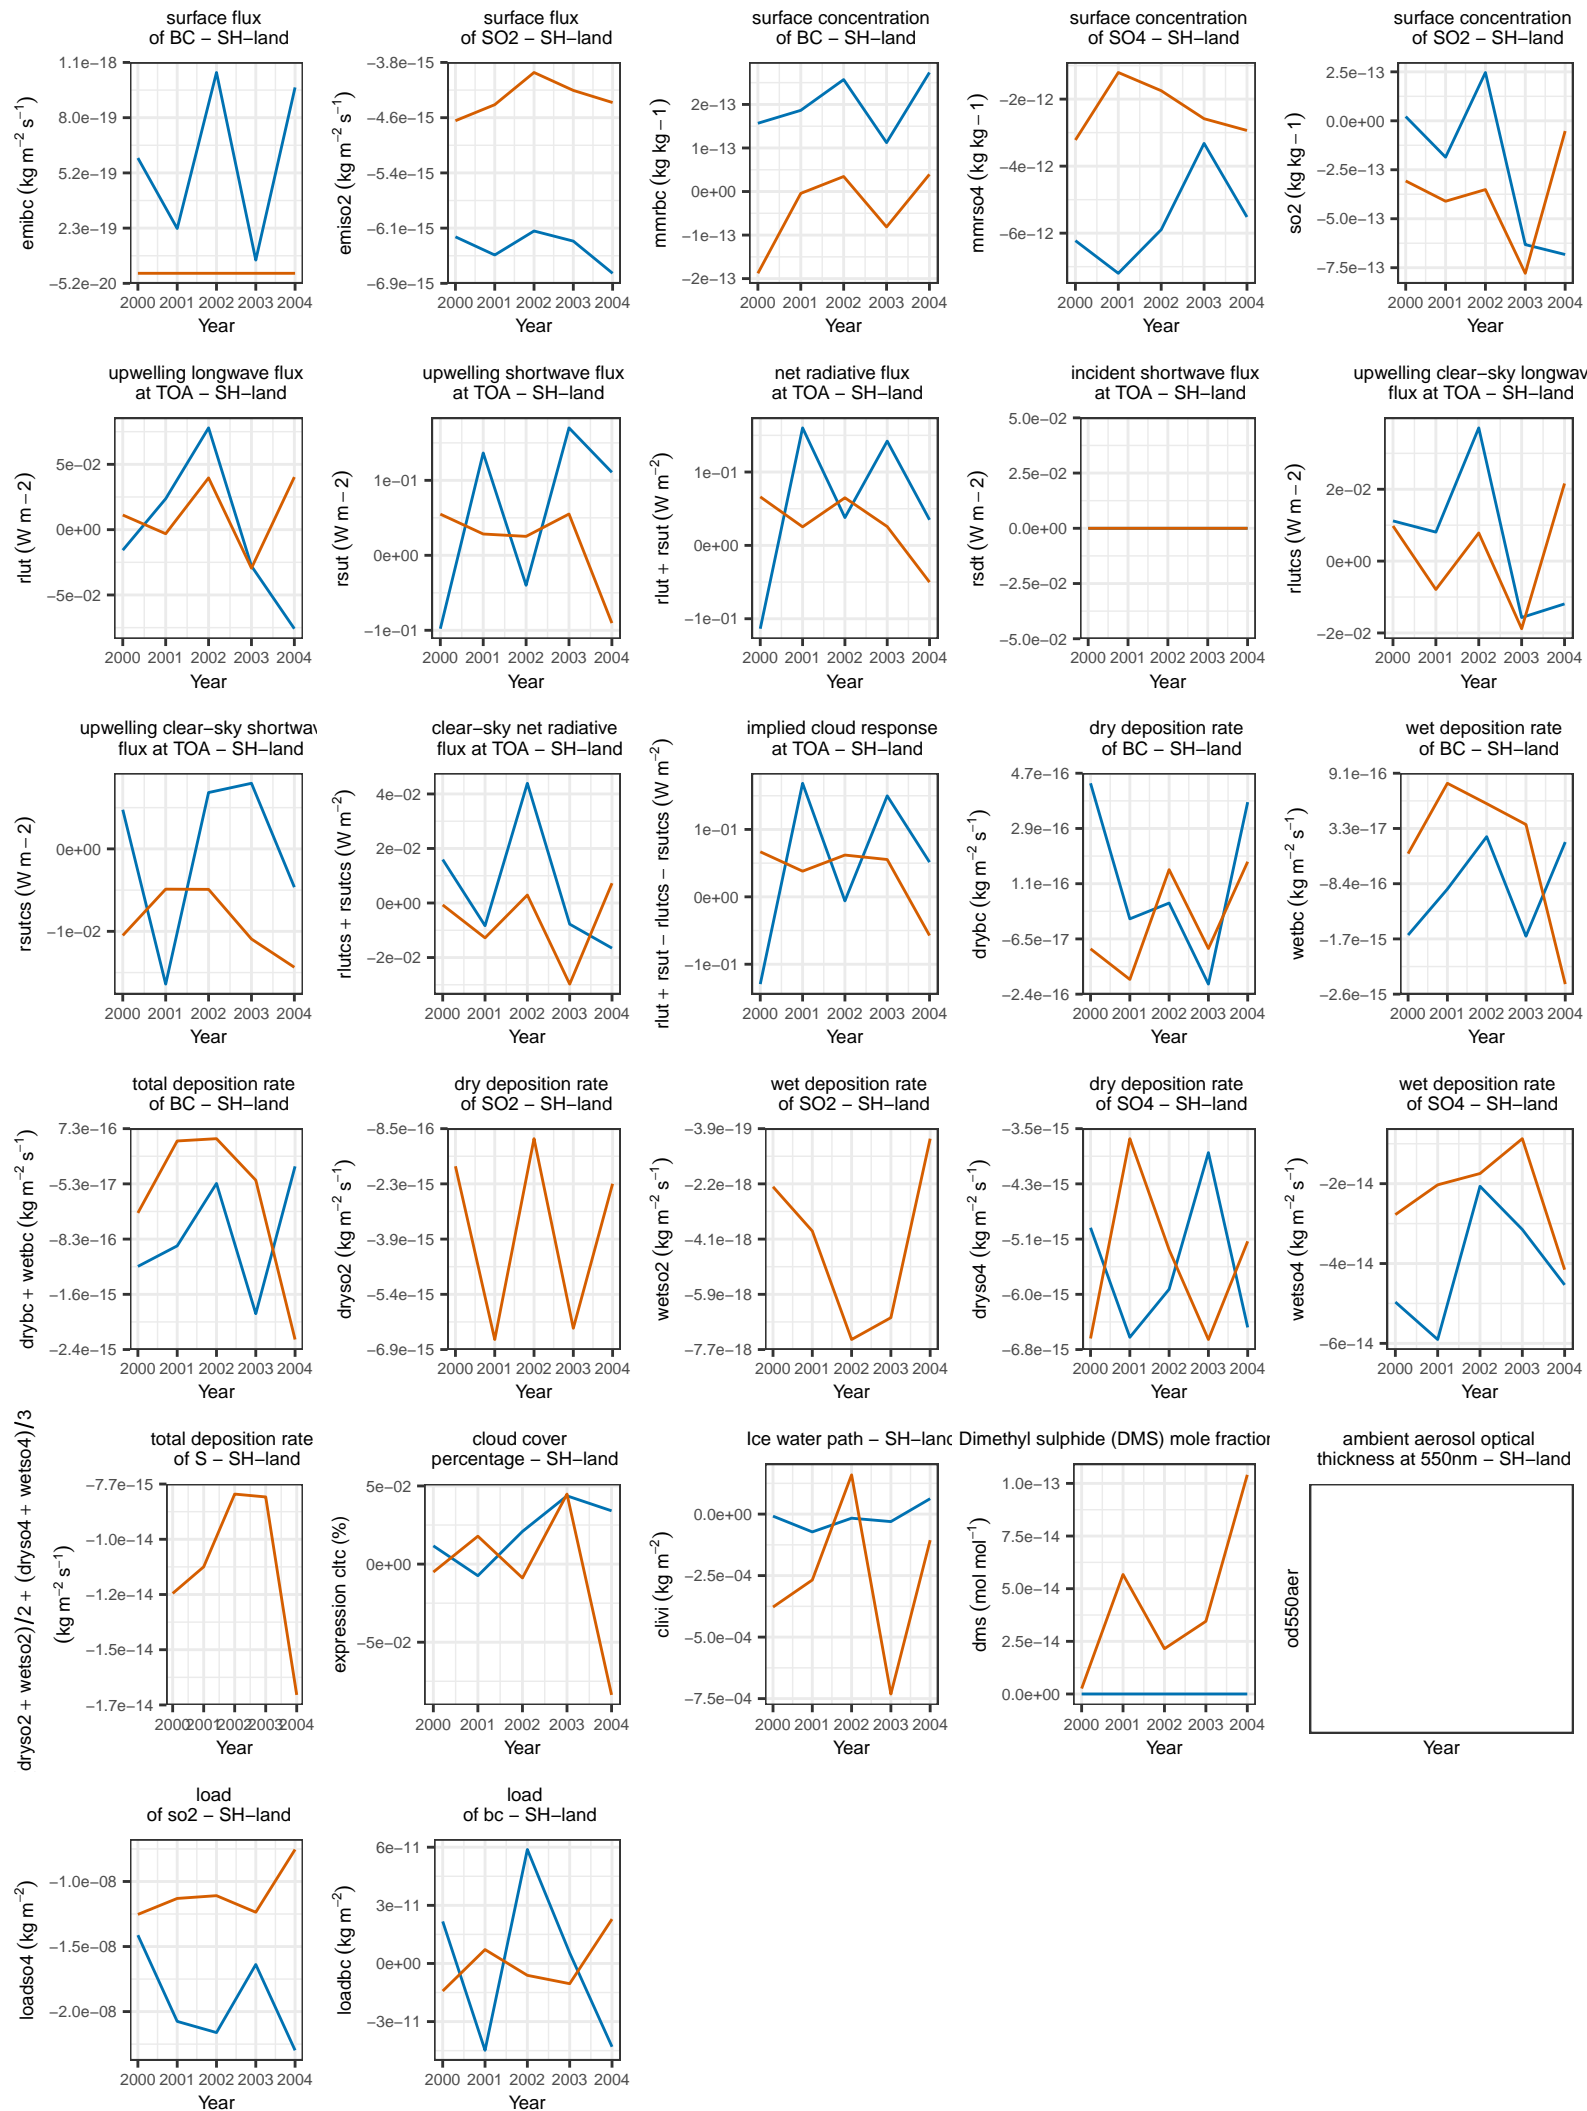 surface flux
of BC − SH−land
emibc (kg m−2 s−1)
1.1e−18
8.0e−19
5.2e−19
2.3e−19
−5.2e−20
2000 2001 2002 2003 2004
Year
surface flux
of SO2 − SH−land
emiso2 (kg m−2 s−1)
−3.8e−15
−4.6e−15
−5.4e−15
−6.1e−15
−6.9e−15
2000 2001 2002 2003 2004
Year
surface concentration
of BC − SH−land
mmrbc (kg kg − 1)
2e−13
1e−13
0e+00
−1e−13
−2e−13
2000 2001 2002 2003 2004
Year
surface concentration
of SO4 − SH−land
mmrso4 (kg kg − 1)
−2e−12
−4e−12
−6e−12
2000 2001 2002 2003 2004
Year
surface concentration
of SO2 − SH−land
so2 (kg kg − 1)
2.5e−13
0.0e+00
−2.5e−13
−5.0e−13
−7.5e−13
2000 2001 2002 2003 2004
Year
upwelling longwave flux
at TOA − SH−land
rlut (W m − 2)
5e−02
0e+00
−5e−02
2000 2001 2002 2003 2004
Year
upwelling shortwave flux
at TOA − SH−land
rsut (W m − 2)
1e−01
0e+00
−1e−01
2000 2001 2002 2003 2004
Year
net radiative flux
at TOA − SH−land
rlut + rsut (W m−2)
1e−01
0e+00
−1e−01
2000 2001 2002 2003 2004
Year
incident shortwave flux
at TOA − SH−land
rsdt (W m − 2)
5.0e−02
2.5e−02
0.0e+00
−2.5e−02
−5.0e−02
2000 2001 2002 2003 2004
Year
upwelling clear−sky longwav
flux at TOA − SH−land
rlutcs (W m − 2)
2e−02
0e+00
−2e−02
2000 2001 2002 2003 2004
Year
upwelling clear−sky shortwav
flux at TOA − SH−land
rsutcs (W m − 2)
0e+00
−1e−02
2000 2001 2002 2003 2004
Year
clear−sky net radiative
flux at TOA − SH−land
rlutcs + rsutcs (W m−2)
4e−02
2e−02
0e+00
−2e−02
2000 2001 2002 2003 2004
Year
implied cloud response
at TOA − SH−land
rlut + rsut − rlutcs − rsutcs (W m−2)
1e−01
0e+00
−1e−01
2000 2001 2002 2003 2004
Year
dry deposition rate
of BC − SH−land
drybc (kg m−2 s−1)
4.7e−16
2.9e−16
1.1e−16
−6.5e−17
−2.4e−16
2000 2001 2002 2003 2004
Year
wet deposition rate
of BC − SH−land
wetbc (kg m−2 s−1)
9.1e−16
3.3e−17
−8.4e−16
−1.7e−15
−2.6e−15
2000 2001 2002 2003 2004
Year
total deposition rate
of BC − SH−land
drybc + wetbc (kg m−2 s−1)
7.3e−16
−5.3e−17
−8.3e−16
−1.6e−15
−2.4e−15
2000 2001 2002 2003 2004
Year
dry deposition rate
of SO2 − SH−land
dryso2 (kg m−2 s−1)
−8.5e−16
−2.3e−15
−3.9e−15
−5.4e−15
−6.9e−15
2000 2001 2002 2003 2004
Year
wet deposition rate
of SO2 − SH−land
wetso2 (kg m−2 s−1)
−3.9e−19
−2.2e−18
−4.1e−18
−5.9e−18
−7.7e−18
2000 2001 2002 2003 2004
Year
dry deposition rate
of SO4 − SH−land
dryso4 (kg m−2 s−1)
−3.5e−15
−4.3e−15
−5.1e−15
−6.0e−15
−6.8e−15
2000 2001 2002 2003 2004
Year
wet deposition rate
of SO4 − SH−land
wetso4 (kg m−2 s−1)
−2e−14
−4e−14
−6e−14
2000 2001 2002 2003 2004
Year
total deposition rate
of S − SH−land
dryso2 + wetso2)/2 + (dryso4 + wetso4)/3
(kg m−2 s−1)
−7.7e−15
−1.0e−14
−1.2e−14
−1.5e−14
−1.7e−14
2000 2001 2002 2003 2004
Year
cloud cover
percentage − SH−land
expression cltc (%)
5e−02
0e+00
−5e−02
2000 2001 2002 2003 2004
Year
Ice water path − SH−land
clivi (kg m−2)
0.0e+00
−2.5e−04
−5.0e−04
−7.5e−04
2000 2001 2002 2003 2004
Year
Dimethyl sulphide (DMS) mole fraction
dms (mol mol−1)
1.0e−13
7.5e−14
5.0e−14
2.5e−14
0.0e+00
2000 2001 2002 2003 2004
Year
ambient aerosol optical
thickness at 550nm − SH−land
od550aer
Year
load
of so2 − SH−land
loadso4 (kg m−2)
−1.0e−08
−1.5e−08
−2.0e−08
2000 2001 2002 2003 2004
Year
load
of bc − SH−land
loadbc (kg m−2)
6e−11
3e−11
0e+00
−3e−11
2000 2001 2002 2003 2004
Year